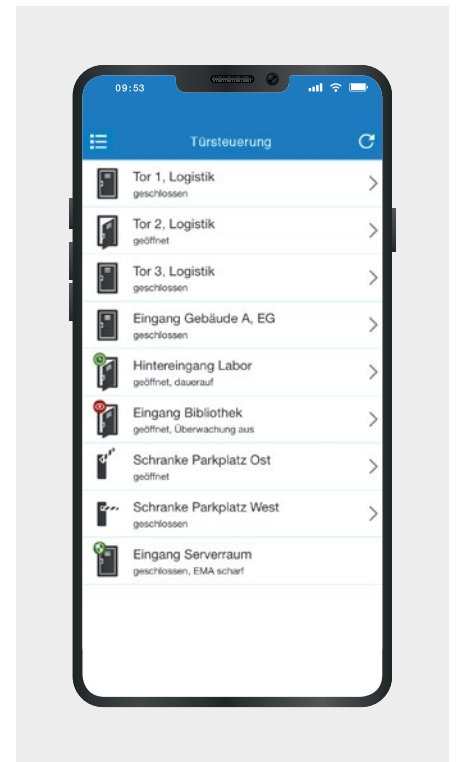 09:53
Türsteuerung
Tor 1, Logistik
geschlossen
Tor 2, Logistik
geöffnet
Tor 3, Logistik
geschlossen
Eingang Gebäude A, EG
geschlossen
Hintereingang Labor
geöffnet, dauerauf
Eingang Bibliothek
geöffnet, Überwachung aus
Schranke Parkplatz Ost
geöffnet
Schranke Parkplatz West
geschlossen
Eingang Serverraum
geschlossen, EMA scharf